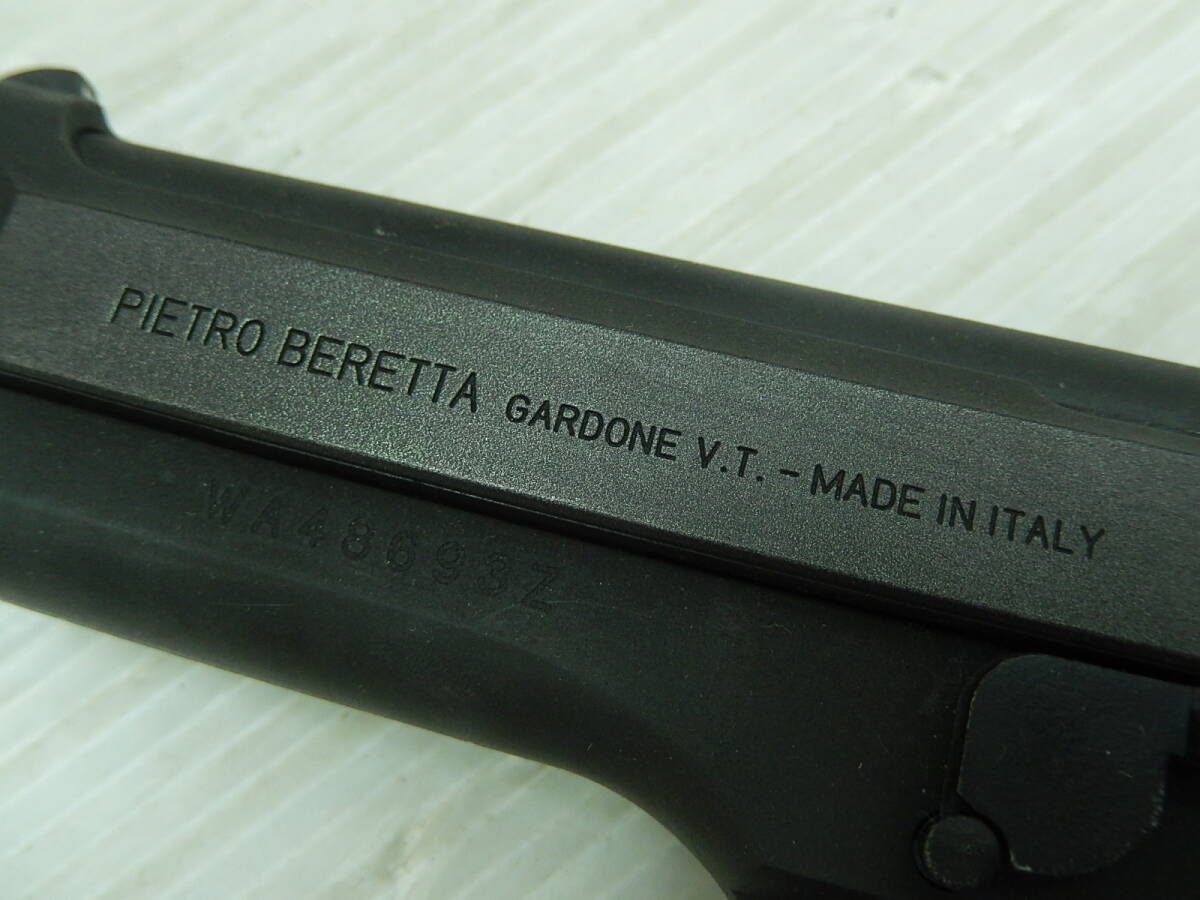 PIETRO BERETTA GARDONE V.T. - MADE IN ITALY
WA48693Z